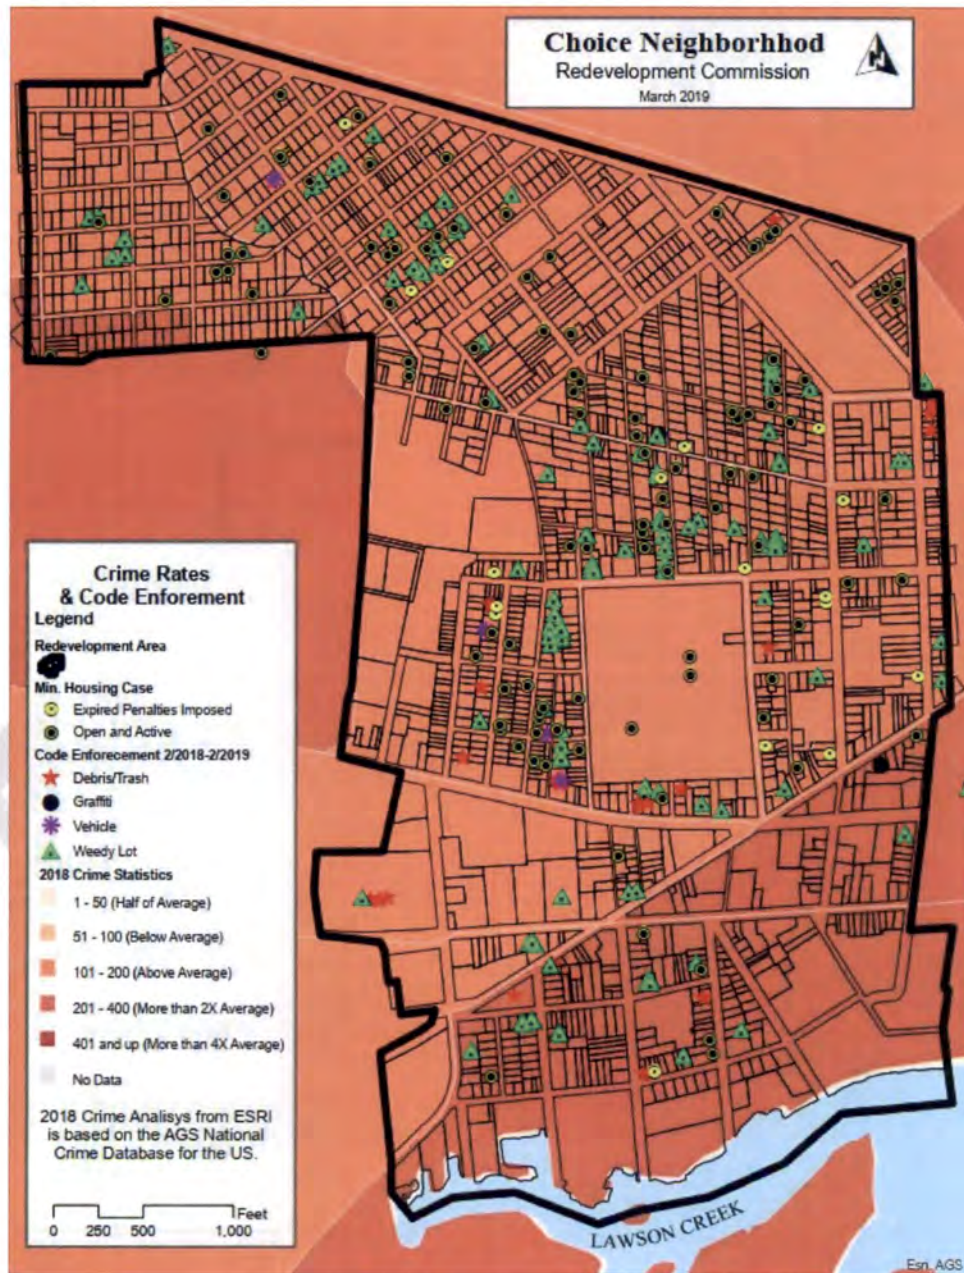 Choice Neighborhhod
Redevelopment Commission
March 2019
N
Crime Rates
& Code Enforement
Legend
Redevelopment Area
Min. Housing Case
Expired Penalties Imposed
Open and Active
Code Enforecement 2/2018-2/2019
Debris/Trash
Graffiti
Vehicle
Weedy Lot
2018 Crime Statistics
1 - 50 (Half of Average)
51 - 100 (Below Average)
101 - 200 (Above Average)
201 - 400 (More than 2X Average)
401 and up (More than 4X Average)
No Data
2018 Crime Analisys from ESRI
is based on the AGS National
Crime Database for the US.
Feet
0 250 500 1,000
LAWSON CREEK
Esri, AGS